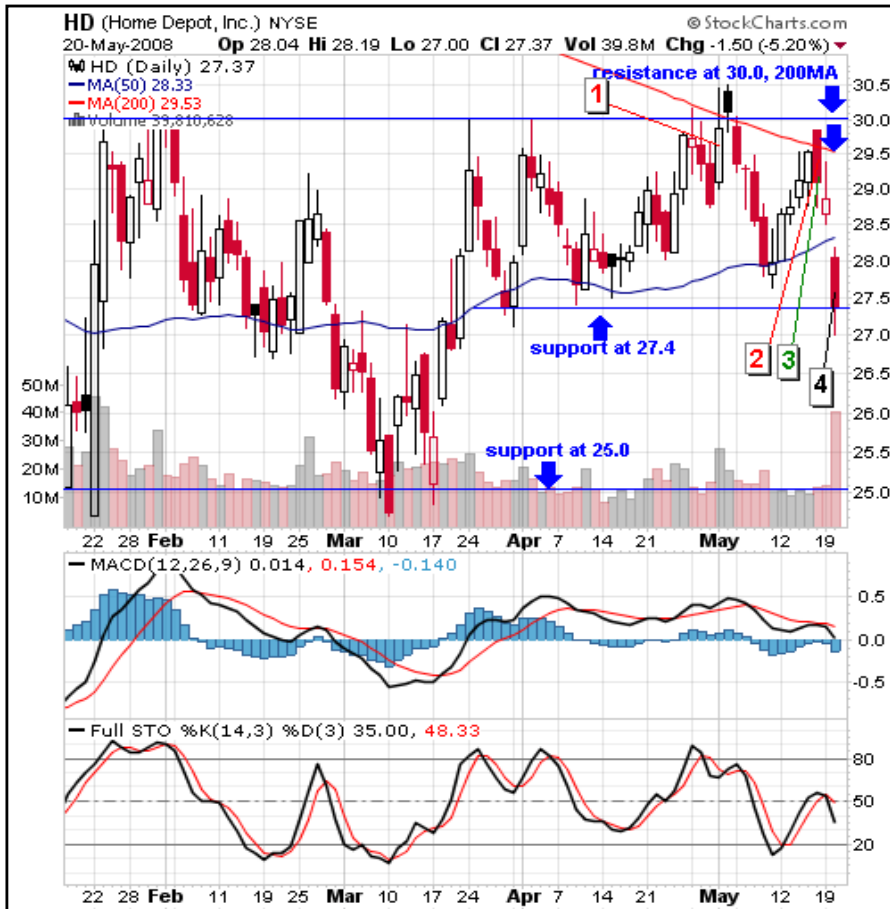 HD (Home Depot, Inc.) NYSE © StockCharts.com
20-May-2008 Op 28.04 Hi 28.19 Lo 27.00 Cl 27.37 Vol 39.8M Chg -1.50 (-5.20%)
HD (Daily) 27.37
MA(50) 28.33
MA(200) 29.53
Volume 39,810,628
resistance at 30.0, 200MA
1
30.5
30.0
29.5
29.0
28.5
28.0
27.5
27.0
26.5
26.0
25.5
25.0
support at 27.4
2
3
4
50M
40M
30M
20M
10M
support at 25.0
22 28 Feb 11 19 25 Mar 10 17 24 Apr 7 14 21 May 12 19
MACD(12,26,9) 0.014, 0.154, -0.140
0.5
0.0
-0.5
Full STO %K(14,3) %D(3) 35.00, 48.33
80
50
20
22 28 Feb 11 19 25 Mar 10 17 24 Apr 7 14 21 May 12 19